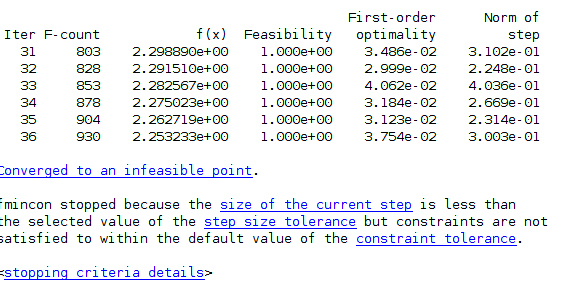 First-order Norm of
Iter F-count f(x) Feasibility optimality step
31 803 2.298890e+00 1.000e+00 3.486e-02 3.102e-01
32 828 2.291510e+00 1.000e+00 2.999e-02 2.248e-01
33 853 2.282567e+00 1.000e+00 4.062e-02 4.036e-01
34 878 2.275023e+00 1.000e+00 3.184e-02 2.669e-01
35 904 2.262719e+00 1.000e+00 3.123e-02 2.314e-01
36 930 2.253233e+00 1.000e+00 3.754e-02 3.003e-01
Converged to an infeasible point.
fmincon stopped because the size of the current step is less than
the selected value of the step size tolerance but constraints are not
satisfied to within the default value of the constraint tolerance.
<stopping criteria details>